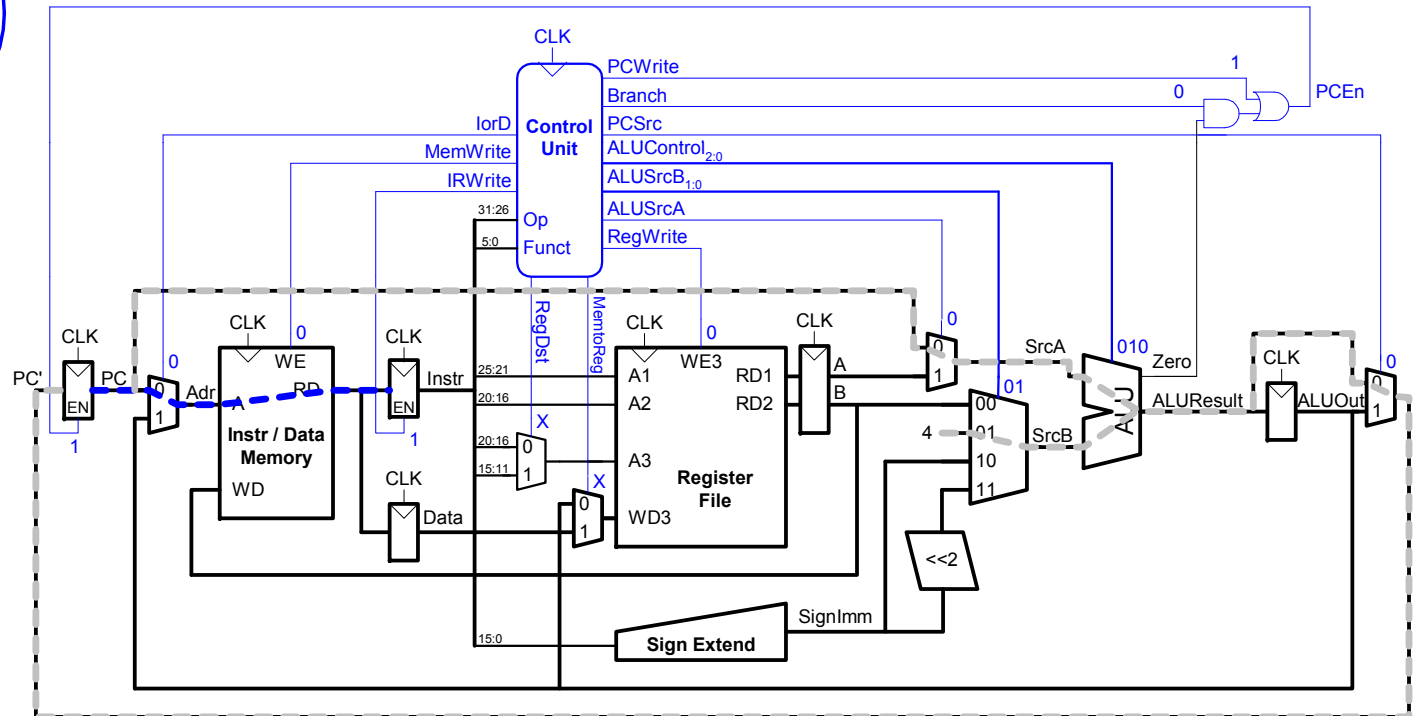 CLK
PCWrite
1
Branch
0
PCEn
IorD
Control
Unit
PCSrc
MemWrite
ALUControl2:0
IRWrite
ALUSrcB1:0
31:26
Op
ALUSrcA
5:0
Funct
RegWrite
RegDst
MemtoReg
CLK
CLK
CLK
CLK
CLK
0
0
0
0
010
CLK
0
PC'
EN
PC
0
1
Adr
WE
RD
A
Instr / Data
Memory
WD
EN
Instr
25:21
20:16
A1
A2
WE3
RD1
RD2
A
B
0
1
SrcA
ALU
Zero
ALUResult
ALUOut
0
1
1
1
X
01
4
00
01
10
11
SrcB
20:16
15:11
0
1
A3
Register
File
CLK
Data
X
0
1
WD3
<<2
SignImm
15:0
Sign Extend